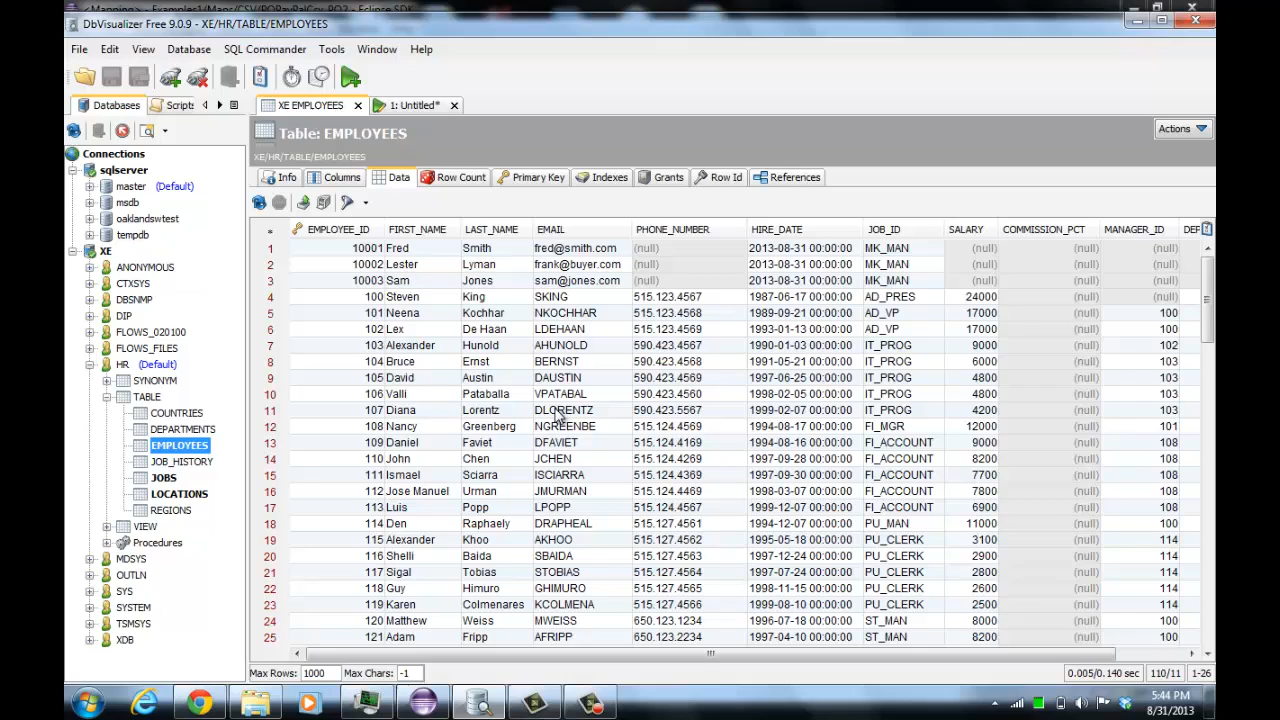 <Mapping> - Examples1/Maps/CSV/POPayPalCsv_PO2 - Eclipse SDK
DbVisualizer Free 9.0.9 - XE/HR/TABLE/EMPLOYEES
File Edit View Database SQL Commander Tools Window Help
Databases Scripts XE EMPLOYEES 1: Untitled*
Table: EMPLOYEES Actions
XE/HR/TABLE/EMPLOYEES
Info Columns Data Row Count Primary Key Indexes Grants Row Id References
Connections
sqlserver
master (Default)
msdb
oaklandswtest
tempdb
XE
ANONYMOUS
CTXSYS
DBSNMP
DIP
FLOWS_020100
FLOWS_FILES
HR (Default)
SYNONYM
TABLE
COUNTRIES
DEPARTMENTS
EMPLOYEES
JOB_HISTORY
JOBS
LOCATIONS
REGIONS
VIEW
Procedures
MDSYS
OUTLN
SYS
SYSTEM
TSMSYS
XDB
* EMPLOYEE_ID FIRST_NAME LAST_NAME EMAIL PHONE_NUMBER HIRE_DATE JOB_ID SALARY COMMISSION_PCT MANAGER_ID DEF
1 10001 Fred Smith fred@smith.com (null) 2013-08-31 00:00:00 MK_MAN (null) (null) (null)
2 10002 Lester Lyman frank@buyer.com (null) 2013-08-31 00:00:00 MK_MAN (null) (null) (null)
3 10003 Sam Jones sam@jones.com (null) 2013-08-31 00:00:00 MK_MAN (null) (null) (null)
4 100 Steven King SKING 515.123.4567 1987-06-17 00:00:00 AD_PRES 24000 (null) (null)
5 101 Neena Kochhar NKOCHHAR 515.123.4568 1989-09-21 00:00:00 AD_VP 17000 (null) 100
6 102 Lex De Haan LDEHAAN 515.123.4569 1993-01-13 00:00:00 AD_VP 17000 (null) 100
7 103 Alexander Hunold AHUNOLD 590.423.4567 1990-01-03 00:00:00 IT_PROG 9000 (null) 102
8 104 Bruce Ernst BERNST 590.423.4568 1991-05-21 00:00:00 IT_PROG 6000 (null) 103
9 105 David Austin DAUSTIN 590.423.4569 1997-06-25 00:00:00 IT_PROG 4800 (null) 103
10 106 Valli Pataballa VPATABAL 590.423.4560 1998-02-05 00:00:00 IT_PROG 4800 (null) 103
11 107 Diana Lorentz DLORENTZ 590.423.5567 1999-02-07 00:00:00 IT_PROG 4200 (null) 103
12 108 Nancy Greenberg NGREENBE 515.124.4569 1994-08-17 00:00:00 FI_MGR 12000 (null) 101
13 109 Daniel Faviet DFAVIET 515.124.4169 1994-08-16 00:00:00 FI_ACCOUNT 9000 (null) 108
14 110 John Chen JCHEN 515.124.4269 1997-09-28 00:00:00 FI_ACCOUNT 8200 (null) 108
15 111 Ismael Sciarra ISCIARRA 515.124.4369 1997-09-30 00:00:00 FI_ACCOUNT 7700 (null) 108
16 112 Jose Manuel Urman JMURMAN 515.124.4469 1998-03-07 00:00:00 FI_ACCOUNT 7800 (null) 108
17 113 Luis Popp LPOPP 515.124.4567 1999-12-07 00:00:00 FI_ACCOUNT 6900 (null) 108
18 114 Den Raphaely DRAPHEAL 515.127.4561 1994-12-07 00:00:00 PU_MAN 11000 (null) 100
19 115 Alexander Khoo AKHOO 515.127.4562 1995-05-18 00:00:00 PU_CLERK 3100 (null) 114
20 116 Shelli Baida SBAIDA 515.127.4563 1997-12-24 00:00:00 PU_CLERK 2900 (null) 114
21 117 Sigal Tobias STOBIAS 515.127.4564 1997-07-24 00:00:00 PU_CLERK 2800 (null) 114
22 118 Guy Himuro GHIMURO 515.127.4565 1998-11-15 00:00:00 PU_CLERK 2600 (null) 114
23 119 Karen Colmenares KCOLMENA 515.127.4566 1999-08-10 00:00:00 PU_CLERK 2500 (null) 114
24 120 Matthew Weiss MWEISS 650.123.1234 1996-07-18 00:00:00 ST_MAN 8000 (null) 100
25 121 Adam Fripp AFRIPP 650.123.2234 1997-04-10 00:00:00 ST_MAN 8200 (null) 100
Max Rows: 1000 Max Chars: -1 0.005/0.140 sec 110/11 1-26
5:44 PM
8/31/2013